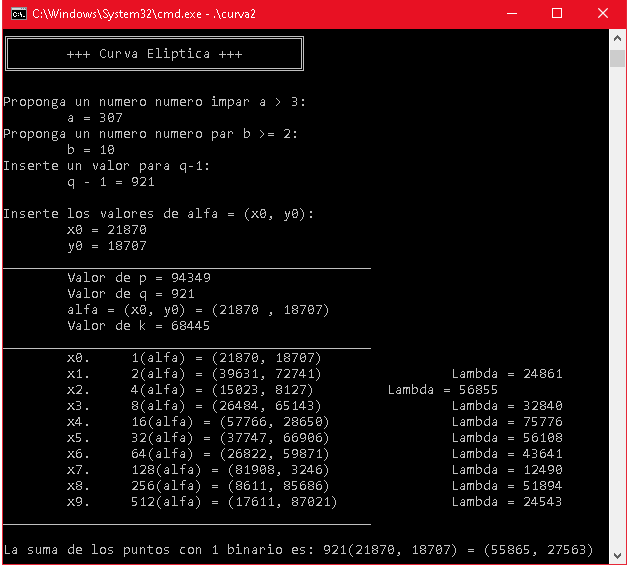 C:\Windows\System32\cmd.exe - .\curva2
+++ Curva Eliptica +++
Proponga un numero numero impar a > 3:
a = 307
Proponga un numero numero par b >= 2:
b = 10
Inserte un valor para q-1:
q - 1 = 921
Inserte los valores de alfa = (x0, y0):
x0 = 21870
y0 = 18707
Valor de p = 94349
Valor de q = 921
alfa = (x0, y0) = (21870 , 18707)
Valor de k = 68445
x0. 1(alfa) = (21870, 18707)
x1. 2(alfa) = (39631, 72741) Lambda = 24861
x2. 4(alfa) = (15023, 8127) Lambda = 56855
x3. 8(alfa) = (26484, 65143) Lambda = 32840
x4. 16(alfa) = (57766, 28650) Lambda = 75776
x5. 32(alfa) = (37747, 66906) Lambda = 56108
x6. 64(alfa) = (26822, 59871) Lambda = 43641
x7. 128(alfa) = (81908, 3246) Lambda = 12490
x8. 256(alfa) = (8611, 85686) Lambda = 51894
x9. 512(alfa) = (17611, 87021) Lambda = 24543
La suma de los puntos con 1 binario es: 921(21870, 18707) = (55865, 27563)